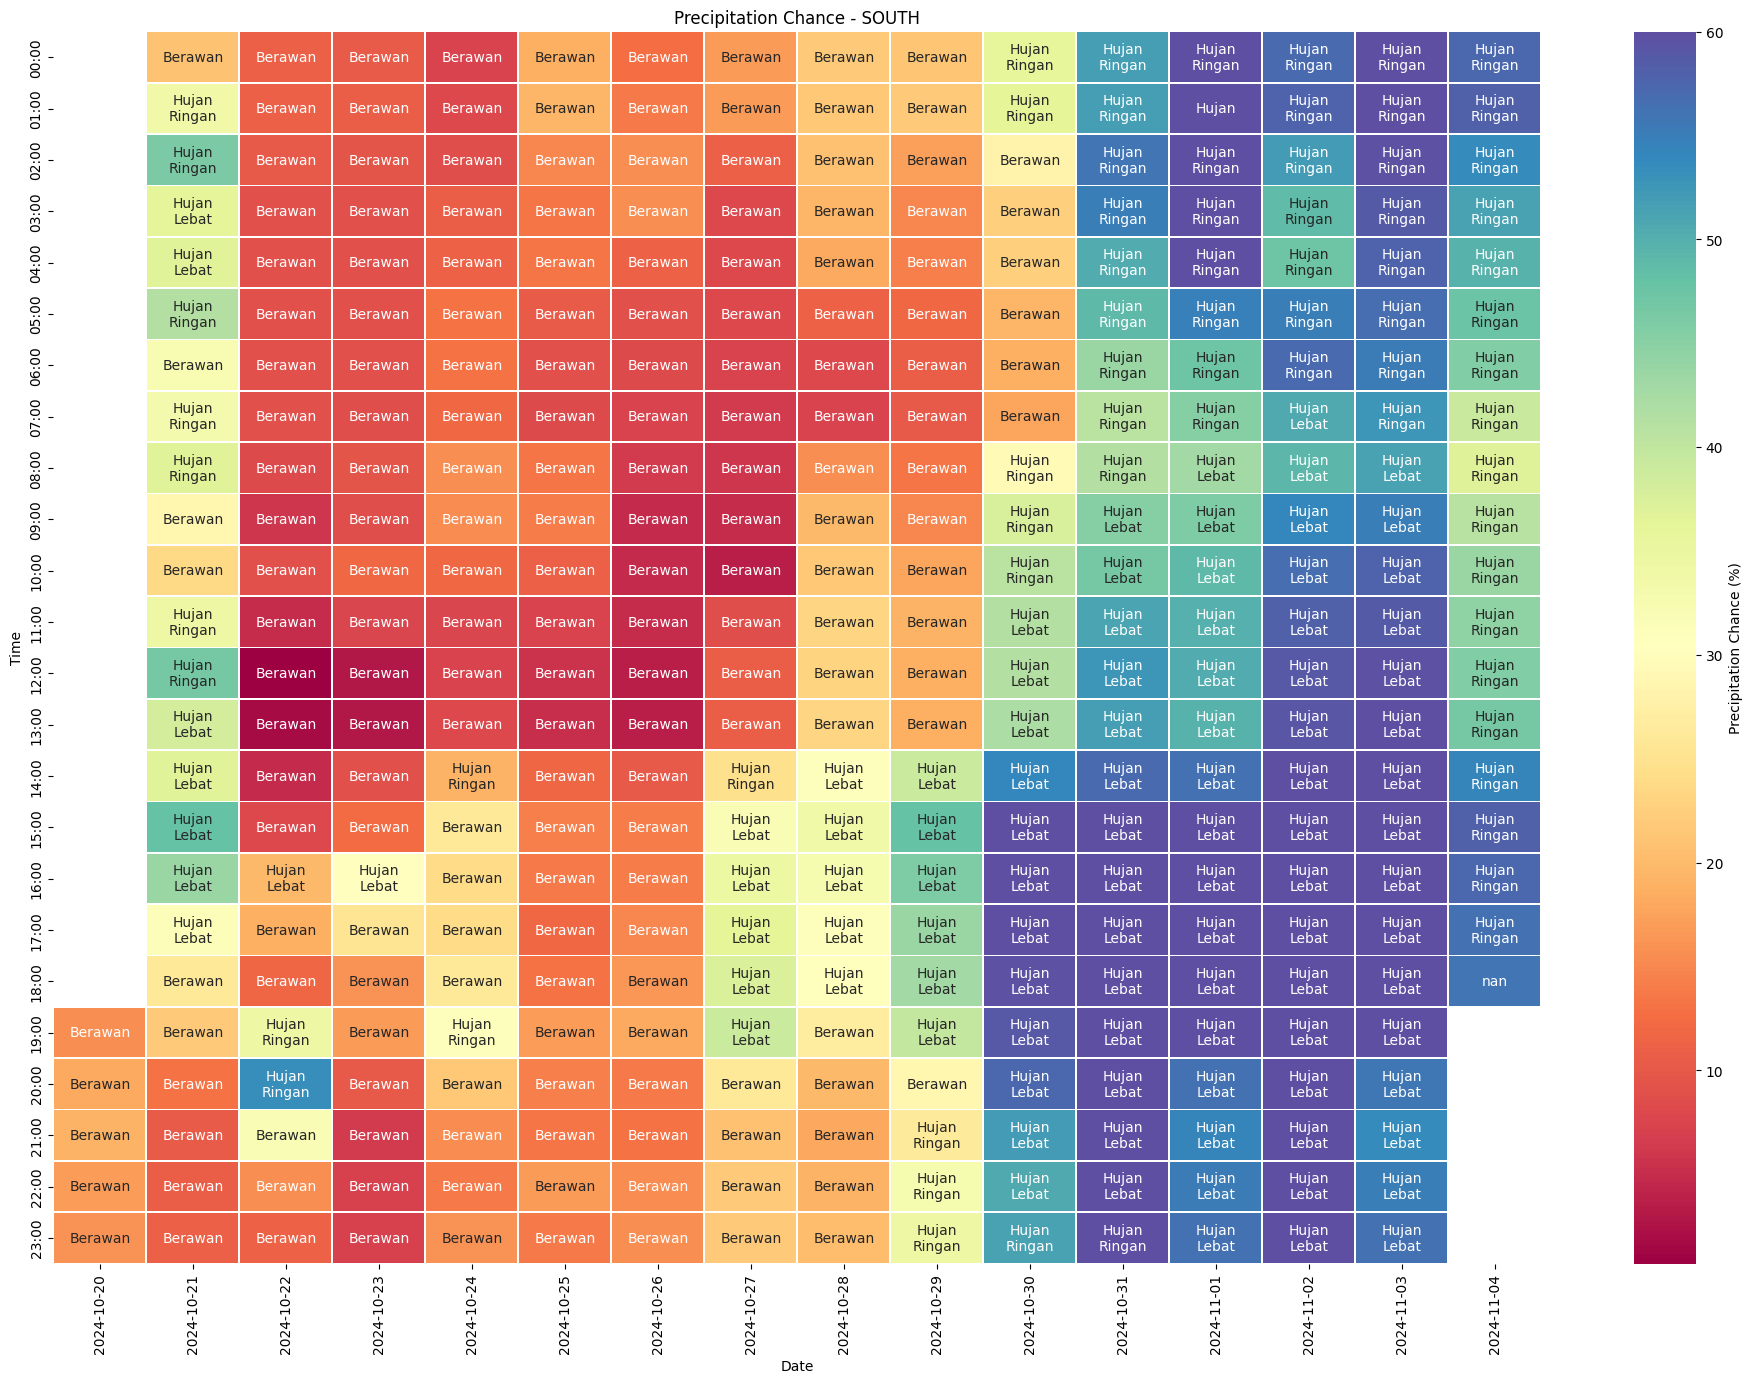 Precipitation Chance - SOUTH
00:00 Berawan Berawan Berawan Berawan Berawan Berawan Berawan Berawan Berawan Hujan Ringan Hujan Ringan Hujan Ringan Hujan Ringan Hujan Ringan Hujan Ringan
01:00 Hujan Ringan Berawan Berawan Berawan Berawan Berawan Berawan Berawan Berawan Hujan Ringan Hujan Ringan Hujan Hujan Ringan Hujan Ringan Hujan Ringan
02:00 Hujan Ringan Berawan Berawan Berawan Berawan Berawan Berawan Berawan Berawan Berawan Hujan Ringan Hujan Ringan Hujan Ringan Hujan Ringan Hujan Ringan
03:00 Hujan Lebat Berawan Berawan Berawan Berawan Berawan Berawan Berawan Berawan Berawan Hujan Ringan Hujan Ringan Hujan Ringan Hujan Ringan Hujan Ringan
04:00 Hujan Lebat Berawan Berawan Berawan Berawan Berawan Berawan Berawan Berawan Berawan Hujan Ringan Hujan Ringan Hujan Ringan Hujan Ringan Hujan Ringan
05:00 Hujan Ringan Berawan Berawan Berawan Berawan Berawan Berawan Berawan Berawan Berawan Hujan Ringan Hujan Ringan Hujan Ringan Hujan Ringan Hujan Ringan
06:00 Berawan Berawan Berawan Berawan Berawan Berawan Berawan Berawan Berawan Berawan Hujan Ringan Hujan Ringan Hujan Ringan Hujan Ringan Hujan Ringan
07:00 Hujan Ringan Berawan Berawan Berawan Berawan Berawan Berawan Berawan Berawan Berawan Hujan Ringan Hujan Ringan Hujan Lebat Hujan Ringan Hujan Ringan
08:00 Hujan Ringan Berawan Berawan Berawan Berawan Berawan Berawan Berawan Berawan Hujan Ringan Hujan Ringan Hujan Lebat Hujan Lebat Hujan Lebat Hujan Ringan
09:00 Berawan Berawan Berawan Berawan Berawan Berawan Berawan Berawan Berawan Hujan Ringan Hujan Lebat Hujan Lebat Hujan Lebat Hujan Lebat Hujan Ringan
10:00 Berawan Berawan Berawan Berawan Berawan Berawan Berawan Berawan Berawan Hujan Ringan Hujan Lebat Hujan Lebat Hujan Lebat Hujan Lebat Hujan Ringan
11:00 Hujan Ringan Berawan Berawan Berawan Berawan Berawan Berawan Berawan Berawan Hujan Lebat Hujan Lebat Hujan Lebat Hujan Lebat Hujan Lebat Hujan Ringan
12:00 Hujan Ringan Berawan Berawan Berawan Berawan Berawan Berawan Berawan Berawan Hujan Lebat Hujan Lebat Hujan Lebat Hujan Lebat Hujan Lebat Hujan Ringan
13:00 Hujan Lebat Berawan Berawan Berawan Berawan Berawan Berawan Berawan Berawan Hujan Lebat Hujan Lebat Hujan Lebat Hujan Lebat Hujan Lebat Hujan Ringan
14:00 Hujan Lebat Berawan Berawan Hujan Ringan Berawan Berawan Hujan Ringan Hujan Lebat Hujan Lebat Hujan Lebat Hujan Lebat Hujan Lebat Hujan Lebat Hujan Lebat Hujan Ringan
15:00 Hujan Lebat Berawan Berawan Berawan Berawan Berawan Hujan Lebat Hujan Lebat Hujan Lebat Hujan Lebat Hujan Lebat Hujan Lebat Hujan Lebat Hujan Lebat Hujan Ringan
16:00 Hujan Lebat Hujan Lebat Hujan Lebat Berawan Berawan Berawan Hujan Lebat Hujan Lebat Hujan Lebat Hujan Lebat Hujan Lebat Hujan Lebat Hujan Lebat Hujan Lebat Hujan Ringan
17:00 Hujan Lebat Berawan Berawan Berawan Berawan Berawan Hujan Lebat Hujan Lebat Hujan Lebat Hujan Lebat Hujan Lebat Hujan Lebat Hujan Lebat Hujan Lebat Hujan Ringan
18:00 Berawan Berawan Berawan Berawan Berawan Berawan Hujan Lebat Hujan Lebat Hujan Lebat Hujan Lebat Hujan Lebat Hujan Lebat Hujan Lebat Hujan Lebat nan
19:00 Berawan Berawan Hujan Ringan Berawan Hujan Ringan Berawan Berawan Hujan Lebat Berawan Hujan Lebat Hujan Lebat Hujan Lebat Hujan Lebat Hujan Lebat Hujan Lebat
20:00 Berawan Berawan Hujan Ringan Berawan Berawan Berawan Berawan Berawan Berawan Berawan Hujan Lebat Hujan Lebat Hujan Lebat Hujan Lebat Hujan Lebat
21:00 Berawan Berawan Berawan Berawan Berawan Berawan Berawan Berawan Berawan Hujan Ringan Hujan Lebat Hujan Lebat Hujan Lebat Hujan Lebat Hujan Lebat
22:00 Berawan Berawan Berawan Berawan Berawan Berawan Berawan Berawan Berawan Hujan Ringan Hujan Lebat Hujan Lebat Hujan Lebat Hujan Lebat Hujan Lebat
23:00 Berawan Berawan Berawan Berawan Berawan Berawan Berawan Berawan Berawan Hujan Ringan Hujan Ringan Hujan Ringan Hujan Lebat Hujan Lebat Hujan Lebat
Time
2024-10-20 2024-10-21 2024-10-22 2024-10-23 2024-10-24 2024-10-25 2024-10-26 2024-10-27 2024-10-28 2024-10-29 2024-10-30 2024-10-31 2024-11-01 2024-11-02 2024-11-03 2024-11-04
Date
60
50
40
30
20
10
Precipitation Chance (%)